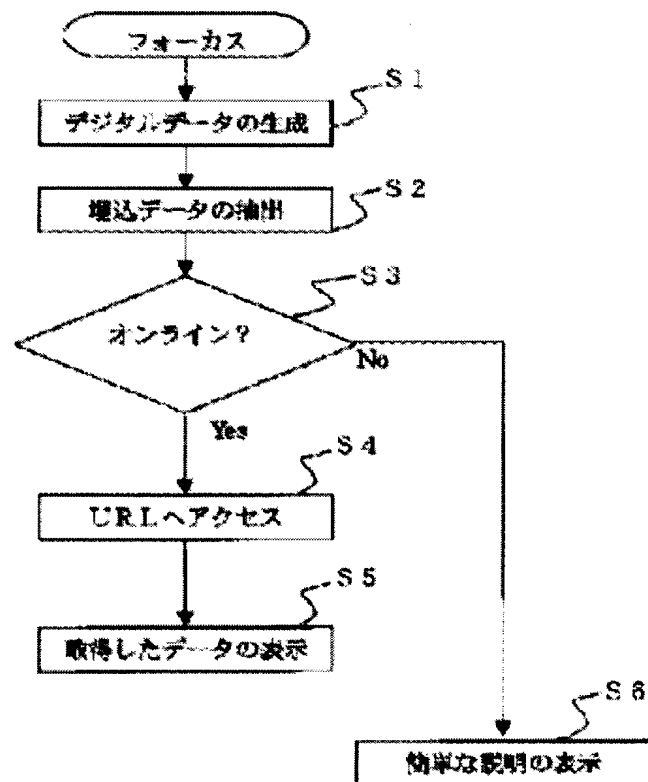 フォーカス
S1
デジタルデータの生成
S2
埋込データの抽出
S3
オンライン?
No
Yes
S4
URLへアクセス
S5
取得したデータの表示
S6
簡単な説明の表示